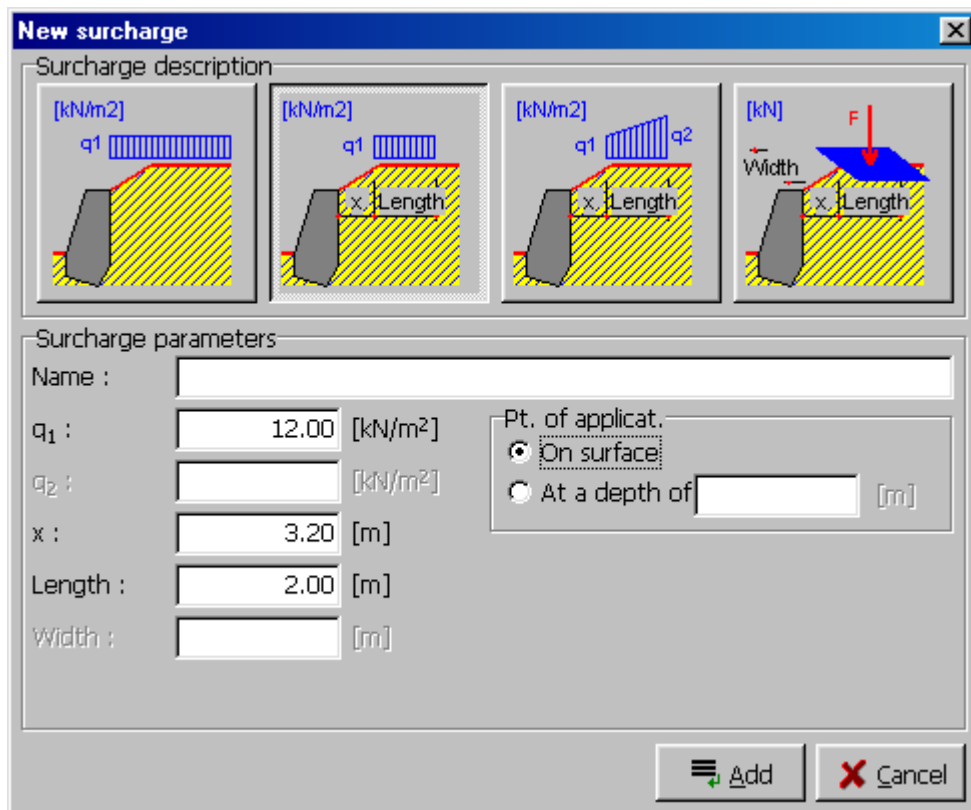 New surcharge
Surcharge description
[kN/m2]
q1
[kN/m2]
q1
x, Length
[kN/m2]
q1 q2
x, Length
[kN]
F
Width
x, Length
Surcharge parameters
Name :
q1 : 12.00 [kN/m²]
q2 : [kN/m²]
x : 3.20 [m]
Length : 2.00 [m]
Width : [m]
Pt. of applicat.
On surface
At a depth of [m]
Add
Cancel